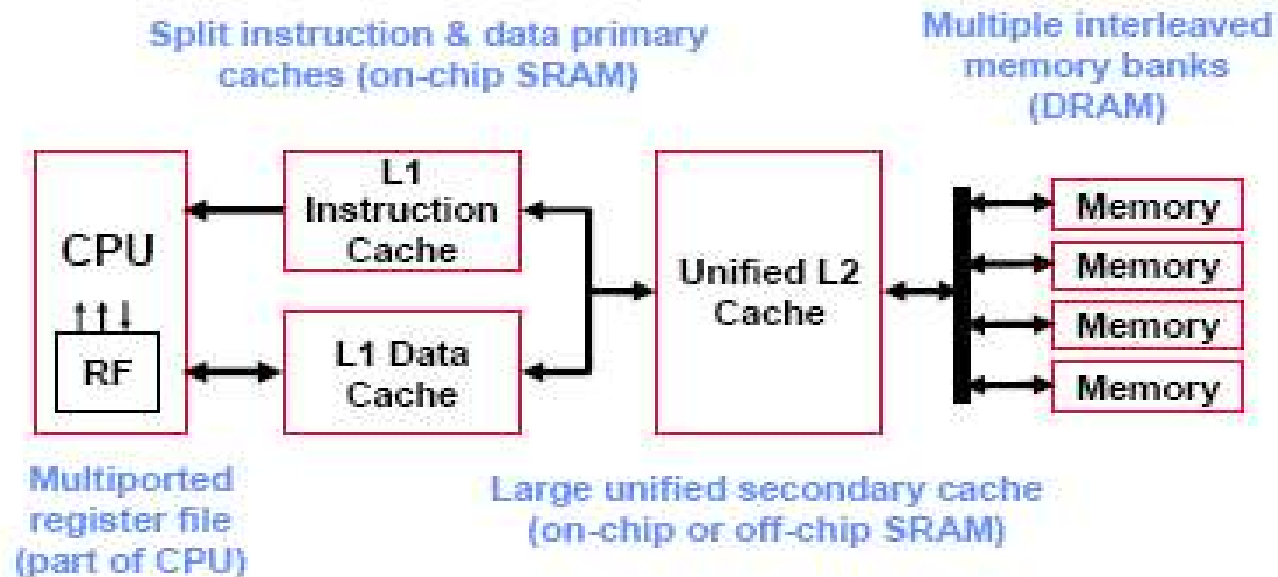 Split instruction & data primary
caches (on-chip SRAM)
Multiple interleaved
memory banks
(DRAM)
CPU
RF
L1
Instruction
Cache
L1 Data
Cache
Unified L2
Cache
Memory
Memory
Memory
Memory
Multiported
register file
(part of CPU)
Large unified secondary cache
(on-chip or off-chip SRAM)